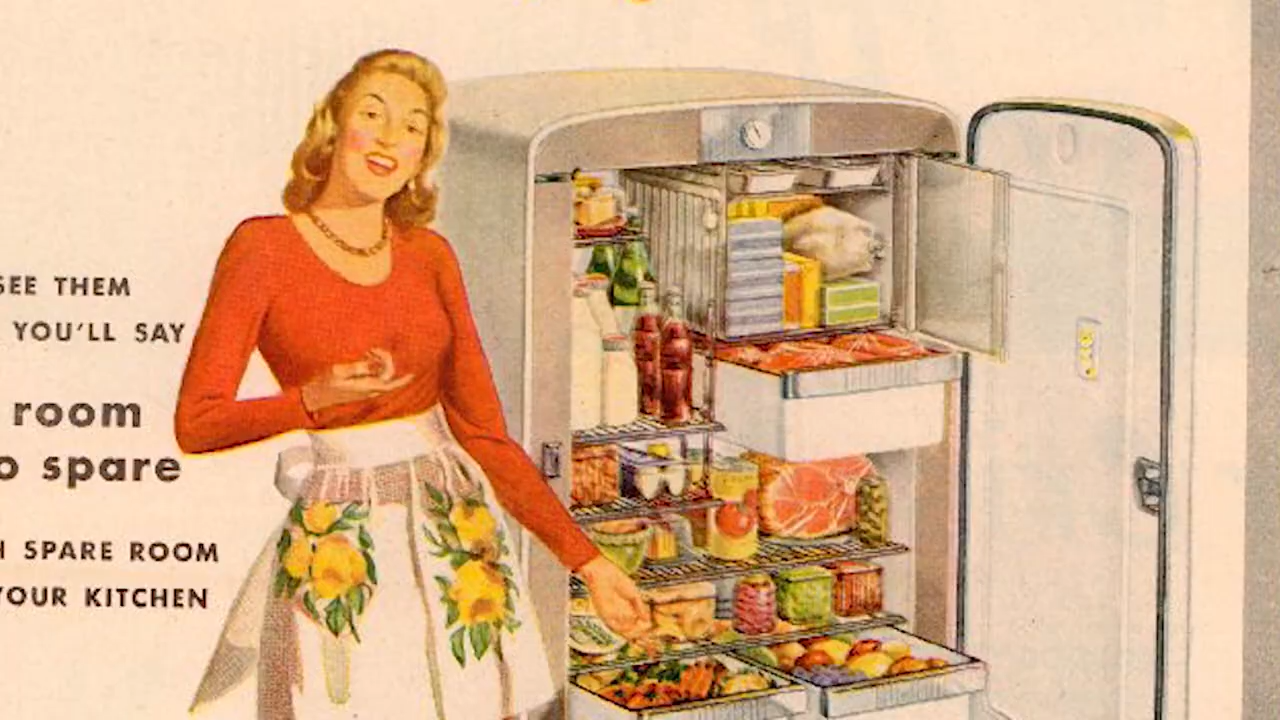 SEE THEM
YOU'LL SAY
room
o spare
SPARE ROOM
YOUR KITCHEN